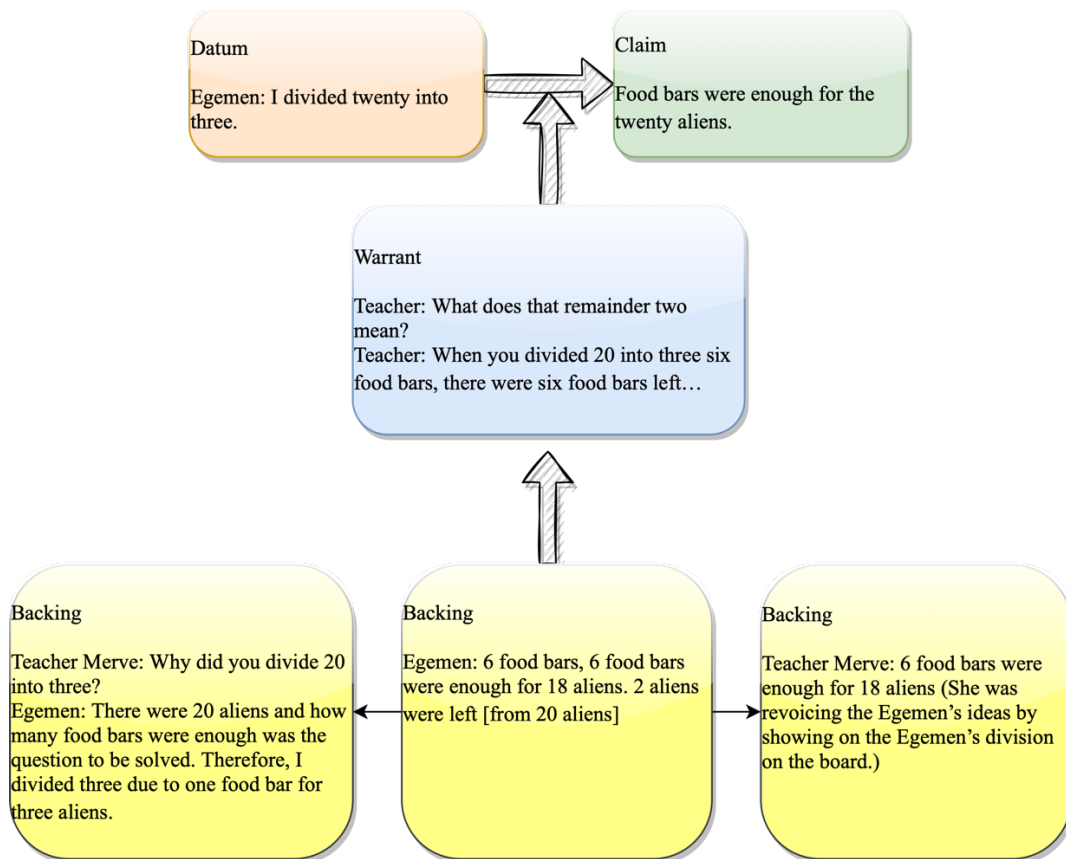 Datum
Egemen: I divided twenty into
three.
Claim
Food bars were enough for the
twenty aliens.
Warrant
Teacher: What does that remainder two
mean?
Teacher: When you divided 20 into three six
food bars, there were six food bars left…
Backing
Teacher Merve: Why did you divide 20
into three?
Egemen: There were 20 aliens and how
many food bars were enough was the
question to be solved. Therefore, I
divided three due to one food bar for
three aliens.
Backing
Egemen: 6 food bars, 6 food bars
were enough for 18 aliens. 2 aliens
were left [from 20 aliens]
Backing
Teacher Merve: 6 food bars were
enough for 18 aliens (She was
revoicing the Egemen’s ideas by
showing on the Egemen’s division
on the board.)